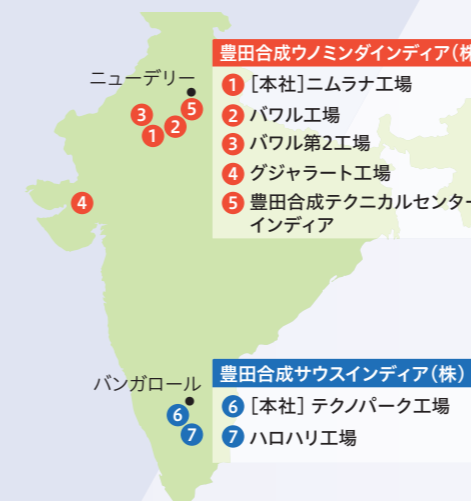 豊田合成ウノミンダインディア(株
ニューデリー
1 [本社]ニムラナ工場
2 バワル工場
3 バワル第2工場
4 グジャラート工場
5 豊田合成テクニカルセンター
インディア
3
1
2
5
4
豊田合成サウスインディア(株)
バンガロール
6 [本社] テクノパーク工場
7 ハロハリ工場
6
7